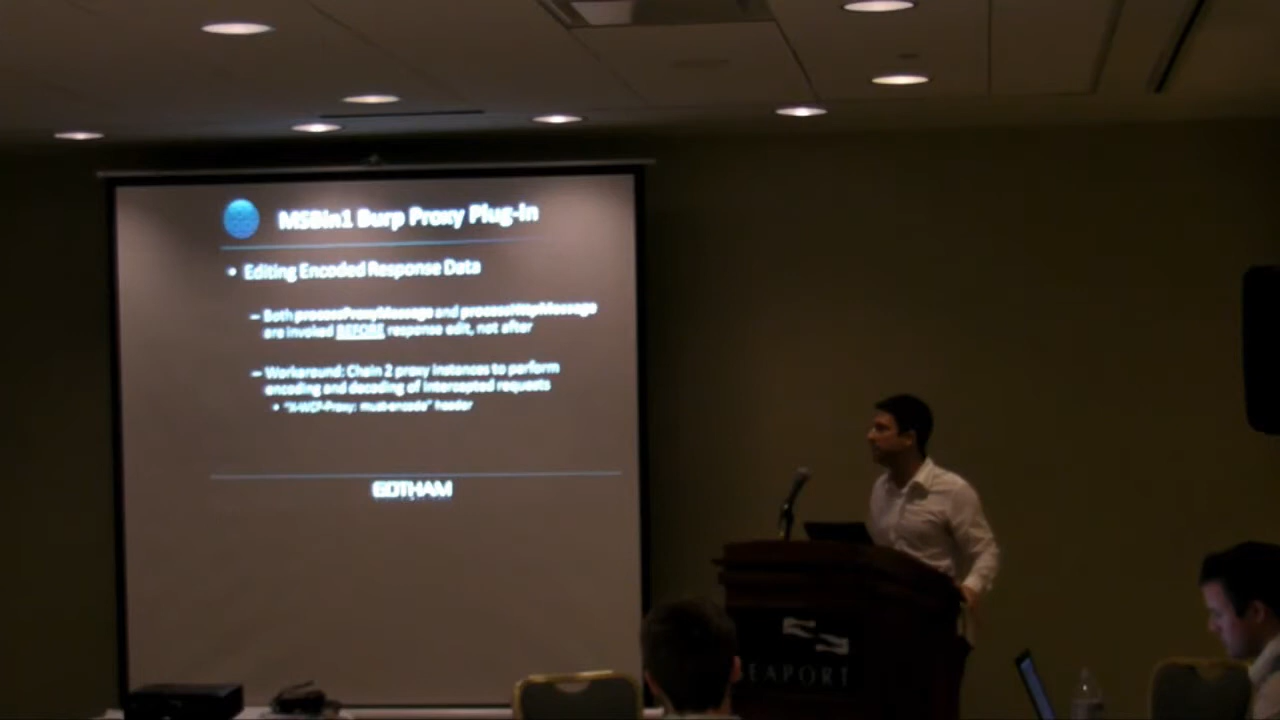 MSBin1 Burp Proxy Plug-in
• Editing Encoded Response Data
– Both processProxyMessage and processHttpMessage
are invoked BEFORE response edit, not after
– Workaround: Chain 2 proxy instances to perform
encoding and decoding of intercepted requests
• "X-WCF-Proxy: must-encode" header
GOTHAM
SEAPORT